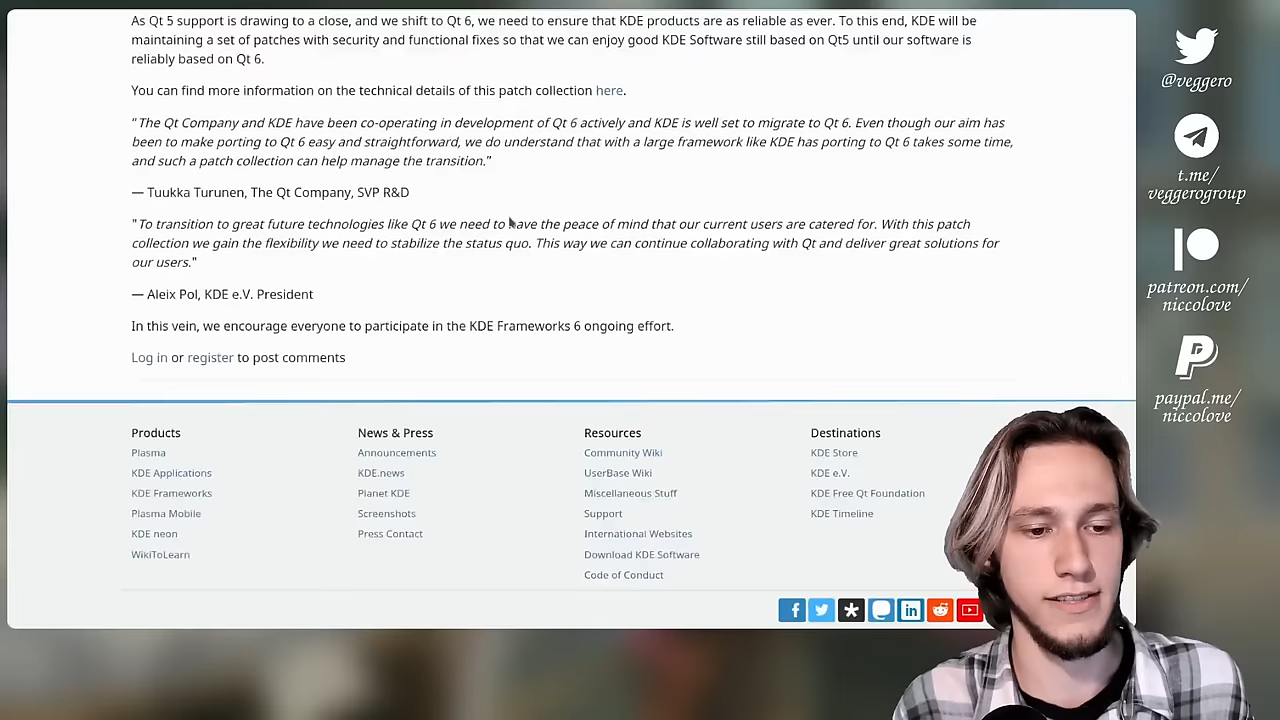 As Qt 5 support is drawing to a close, and we shift to Qt 6, we need to ensure that KDE products are as reliable as ever. To this end, KDE will be
maintaining a set of patches with security and functional fixes so that we can enjoy good KDE Software still based on Qt5 until our software is
reliably based on Qt 6.
You can find more information on the technical details of this patch collection here.
"The Qt Company and KDE have been co-operating in development of Qt 6 actively and KDE is well set to migrate to Qt 6. Even though our aim has
been to make porting to Qt 6 easy and straightforward, we do understand that with a large framework like KDE has porting to Qt 6 takes some time,
and such a patch collection can help manage the transition."
— Tuukka Turunen, The Qt Company, SVP R&D
"To transition to great future technologies like Qt 6 we need to have the peace of mind that our current users are catered for. With this patch
collection we gain the flexibility we need to stabilize the status quo. This way we can continue collaborating with Qt and deliver great solutions for
our users."
— Aleix Pol, KDE e.V. President
In this vein, we encourage everyone to participate in the KDE Frameworks 6 ongoing effort.
Log in or register to post comments
Products
Plasma
KDE Applications
KDE Frameworks
Plasma Mobile
KDE neon
WikiToLearn
News & Press
Announcements
KDE.news
Planet KDE
Screenshots
Press Contact
Resources
Community Wiki
UserBase Wiki
Miscellaneous Stuff
Support
International Websites
Download KDE Software
Code of Conduct
Destinations
KDE Store
KDE e.V.
KDE Free Qt Foundation
KDE Timeline
@veggero
t.me/
veggerogroup
patreon.com/
niccolove
paypal.me/
niccolove